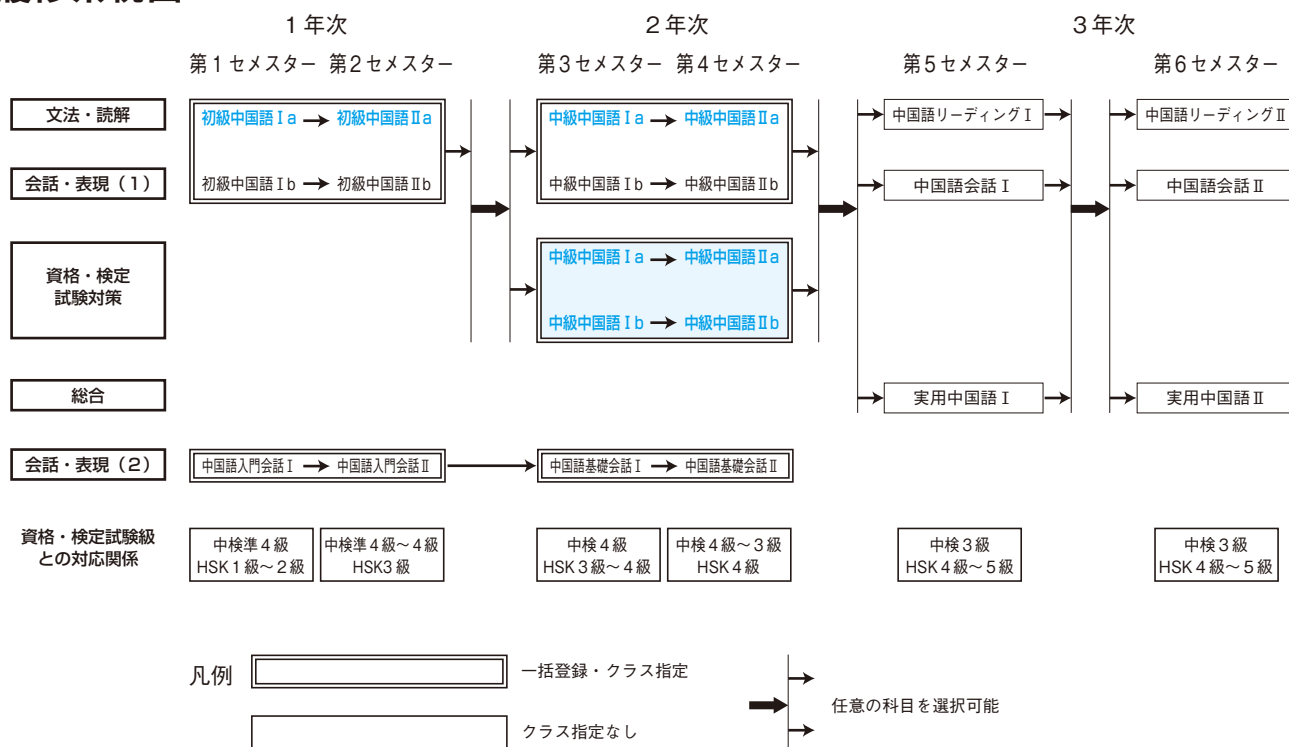 １年次 ２年次 ３年次
第１セメスター 第２セメスター 第３セメスター 第４セメスター 第５セメスター 第６セメスター
文法・読解 初級中国語Ⅰa 初級中国語Ⅱa 中級中国語Ⅰa 中級中国語Ⅱa 中国語リーディングⅠ 中国語リーディングⅡ
会話・表現（１） 初級中国語Ⅰb 初級中国語Ⅱb 中級中国語Ⅰb 中級中国語Ⅱb 中国語会話Ⅰ 中国語会話Ⅱ
中級中国語Ⅰa 中級中国語Ⅱa
資格・検定
試験対策
中級中国語Ⅰb 中級中国語Ⅱb
総合 実用中国語Ⅰ 実用中国語Ⅱ
会話・表現（２） 中国語入門会話Ⅰ 中国語入門会話Ⅱ 中国語基礎会話Ⅰ 中国語基礎会話Ⅱ
資格・検定試験級
との対応関係
中検準４級
HSK１級～２級
中検準４級～４級
HSK3級
中検４級
HSK３級～４級
中検４級～３級
HSK４級
中検３級
HSK４級～５級
中検３級
HSK４級～５級
凡例 一括登録・クラス指定
任意の科目を選択可能
クラス指定なし